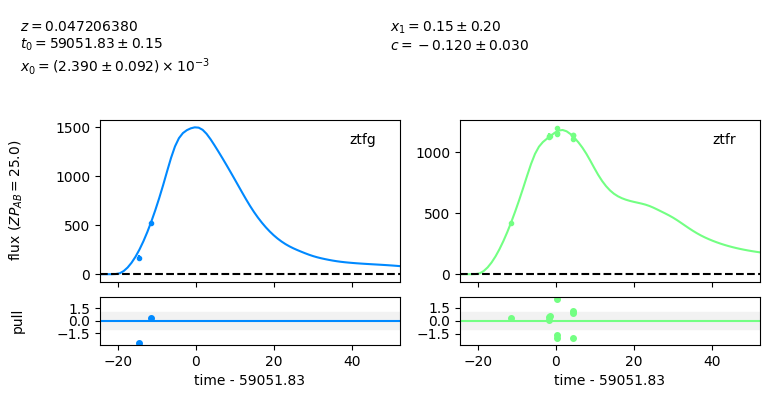 z = 0.047206380
t₀ = 59051.83 ± 0.15
x₀ = (2.390 ± 0.092) × 10⁻³
x₁ = 0.15 ± 0.20
c = −0.120 ± 0.030
flux (ZP_AB = 25.0)
1500
1000
500
0
ztfg
1000
500
0
ztfr
pull
1.5
0.0
−1.5
−20 0 20 40
time - 59051.83
1.5
0.0
−1.5
−20 0 20 40
time - 59051.83